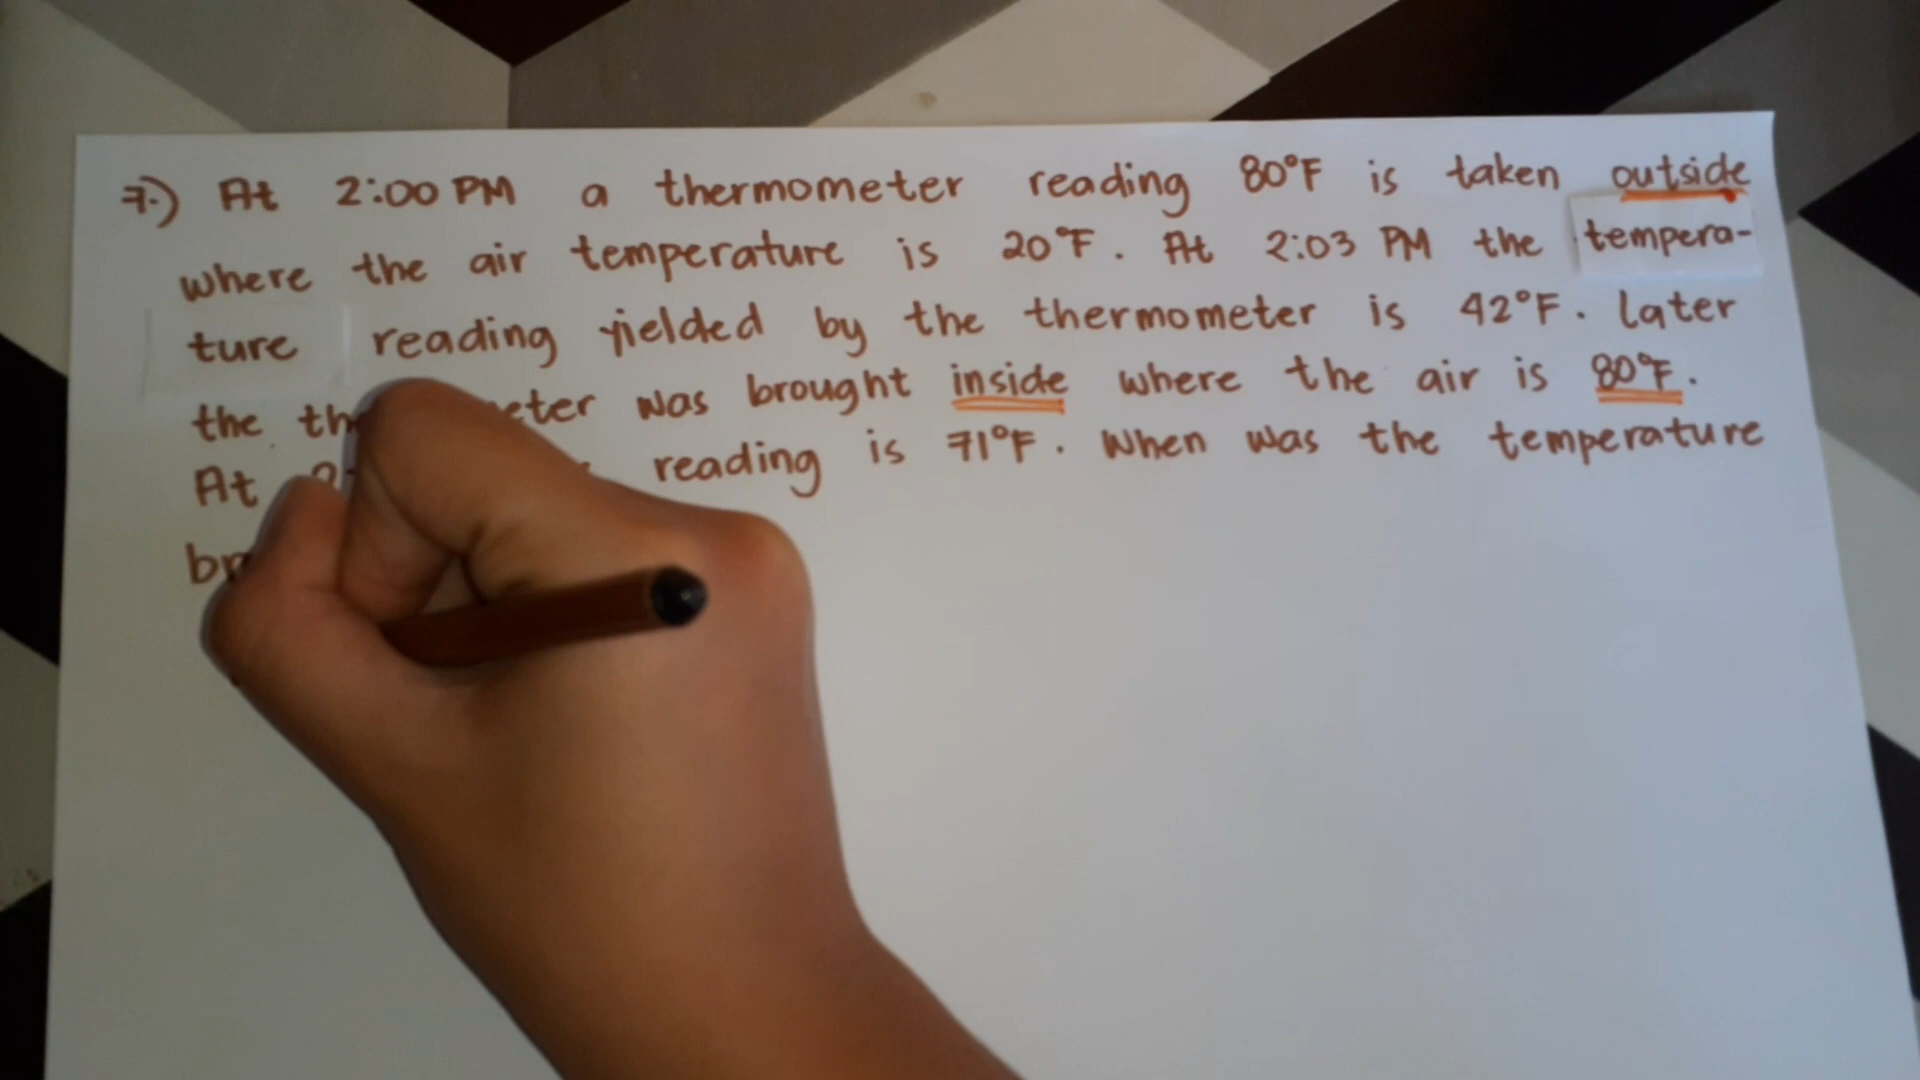 7.) At 2:00 PM a thermometer reading 80°F is taken outside
where the air temperature is 20°F. At 2:03 PM the tempera-
ture reading yielded by the thermometer is 42°F. Later
the was brought inside where the air is 80°F.
At reading is 71°F. When was the temperature